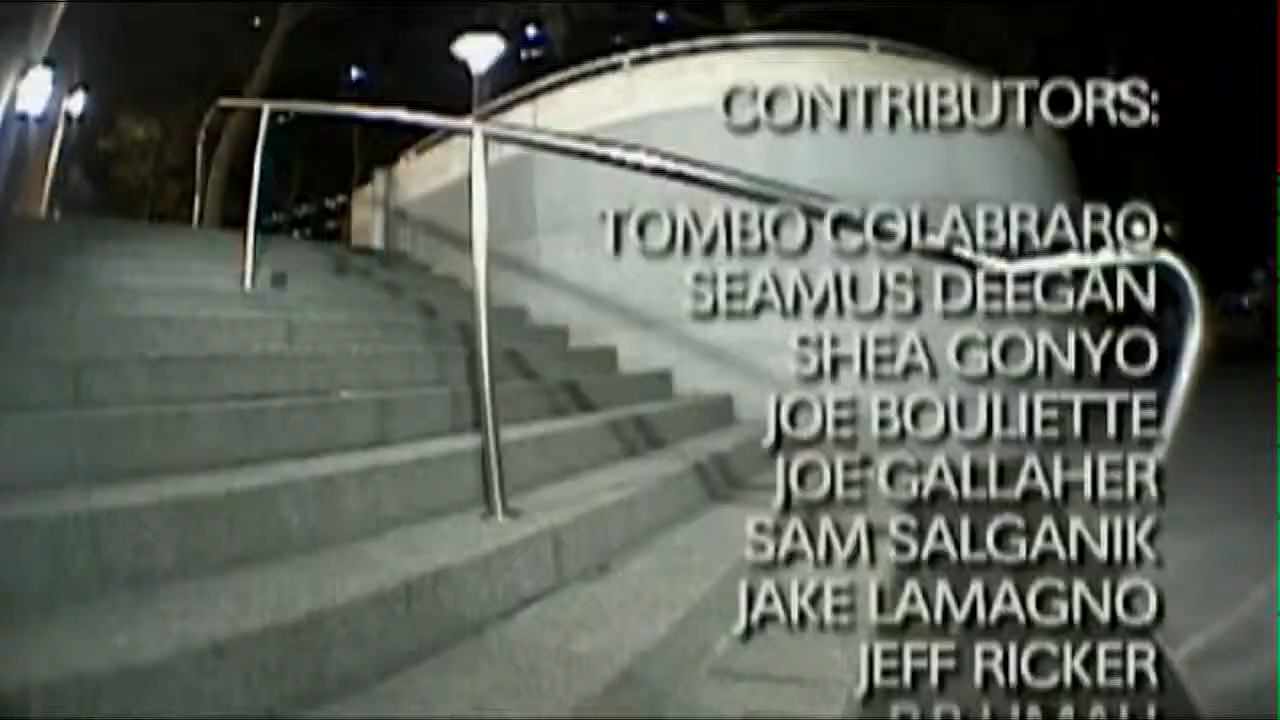 CONTRIBUTORS:
TOMBO COLABRARO
SEAMUS DEEGAN
SHEA GONYO
JOE BOULIETTE
JOE GALLAHER
SAM SALGANIK
JAKE LAMAGNO
JEFF RICKER